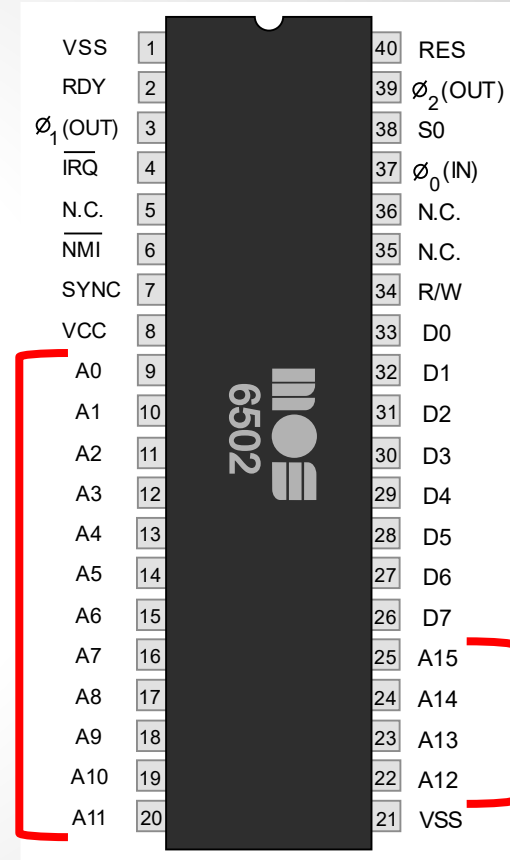 VSS 1 40 RES
RDY 2 39 Ø2(OUT)
Ø1(OUT) 3 38 S0
I̅R̅Q̅ 4 37 Ø0(IN)
N.C. 5 36 N.C.
N̅M̅I̅ 6 35 N.C.
SYNC 7 34 R/W
VCC 8 33 D0
A0 9 32 D1
A1 10 31 D2
A2 11 30 D3
A3 12 29 D4
A4 13 28 D5
A5 14 27 D6
A6 15 26 D7
A7 16 25 A15
A8 17 24 A14
A9 18 23 A13
A10 19 22 A12
A11 20 21 VSS
mos
6502